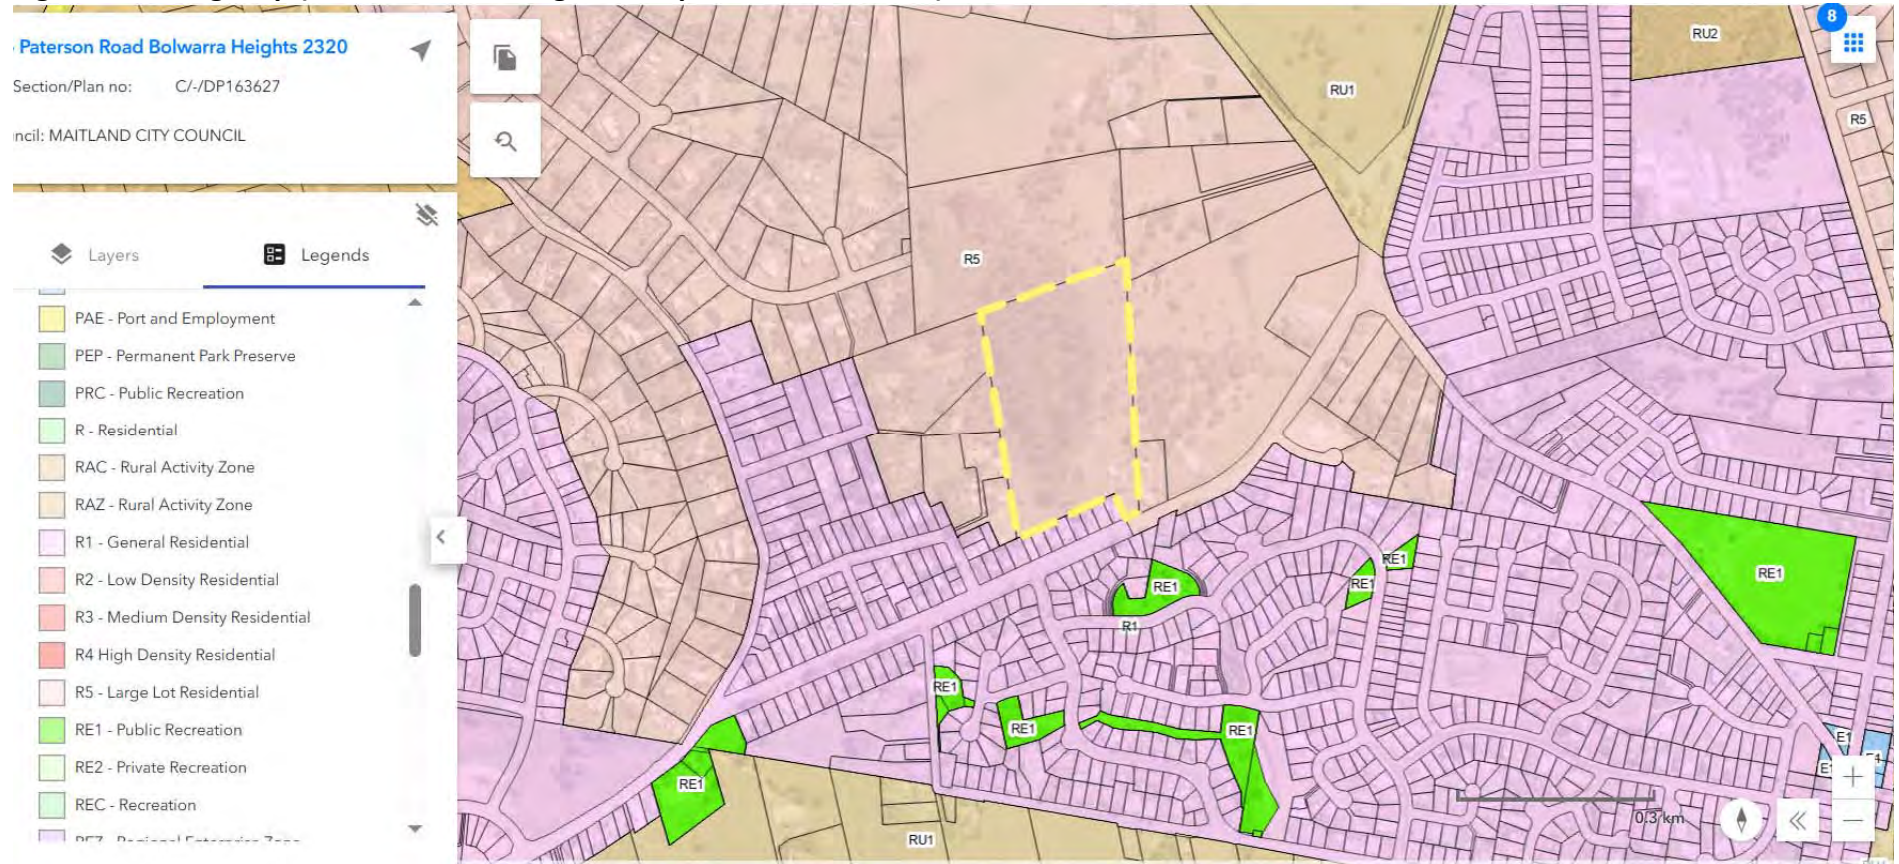 Paterson Road Bolwarra Heights 2320
Section/Plan no: C/-/DP163627
ncil: MAITLAND CITY COUNCIL
Layers
Legends
PAE - Port and Employment
PEP - Permanent Park Preserve
PRC - Public Recreation
R - Residential
RAC - Rural Activity Zone
RAZ - Rural Activity Zone
R1 - General Residential
R2 - Low Density Residential
R3 - Medium Density Residential
R4 High Density Residential
R5 - Large Lot Residential
RE1 - Public Recreation
RE2 - Private Recreation
REC - Recreation
8
RU2
RU1
R5
R5
RE1
RE1
RE1
RE1
R1
RE1
RE1
RE1
RE1
E1
E1
RU1
0.3 km